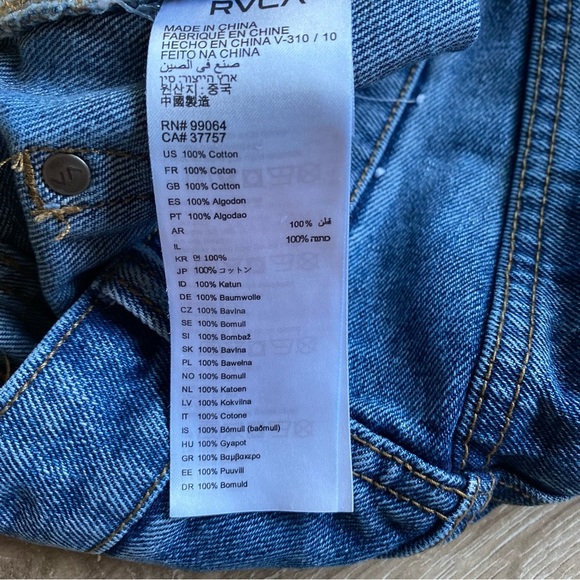 RVCA
MADE IN CHINA
FABRIQUÉ EN CHINE
HECHO EN CHINA V-310 / 10
FEITO NA CHINA
صنع في الصين
ארץ הייצור: סין
원산지: 중국
中國製造
RN# 99064
CA# 37757
US 100% Cotton
FR 100% Coton
GB 100% Cotton
ES 100% Algodon
PT 100% Algodao
AR 100% قطن
IL 100% כותנה
KR 면 100%
JP 100% コットン
ID 100% Katun
DE 100% Baumwolle
CZ 100% Bavlna
SE 100% Bomull
SI 100% Bombaž
SK 100% Bavlna
PL 100% Bawełna
NO 100% Bomull
NL 100% Katoen
LV 100% Kokvilna
IT 100% Cotone
IS 100% Bómull (baðmull)
HU 100% Gyapot
GR 100% Βαμβακερο
EE 100% Puuvill
DR 100% Bomuld